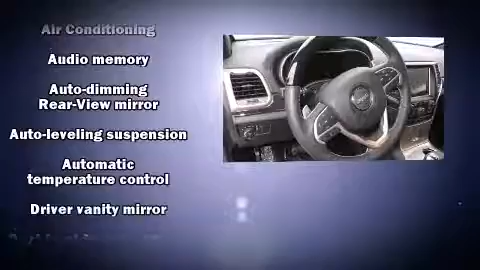 Air Conditioning
Audio memory
Auto-dimming
Rear-View mirror
Auto-leveling suspension
Automatic
temperature control
Driver vanity mirror